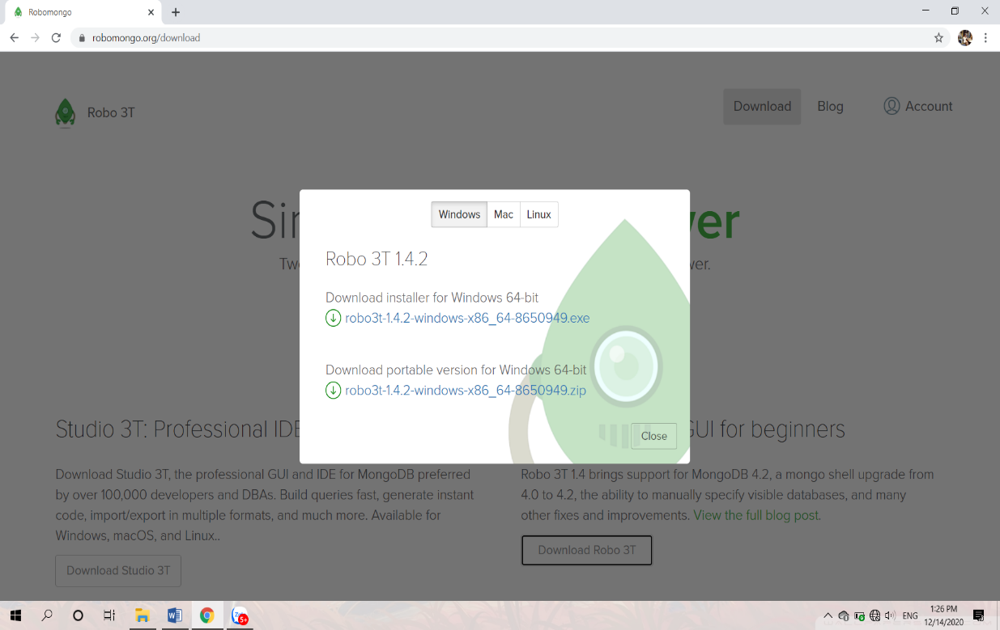 Robomongo
robomongo.org/download
Robo 3T
Download
Blog
Account
Windows
Mac
Linux
Robo 3T 1.4.2
Download installer for Windows 64-bit
robo3t-1.4.2-windows-x86_64-8650949.exe
Download portable version for Windows 64-bit
robo3t-1.4.2-windows-x86_64-8650949.zip
Close
Studio 3T: Professional IDE
GUI for beginners
Download Studio 3T, the professional GUI and IDE for MongoDB preferred
by over 100,000 developers and DBAs. Build queries fast, generate instant
code, import/export in multiple formats, and much more. Available for
Windows, macOS, and Linux..
Download Studio 3T
Robo 3T 1.4 brings support for MongoDB 4.2, a mongo shell upgrade from
4.0 to 4.2, the ability to manually specify visible databases, and many
other fixes and improvements. View the full blog post.
Download Robo 3T
5+
ENG
1:26 PM
12/14/2020